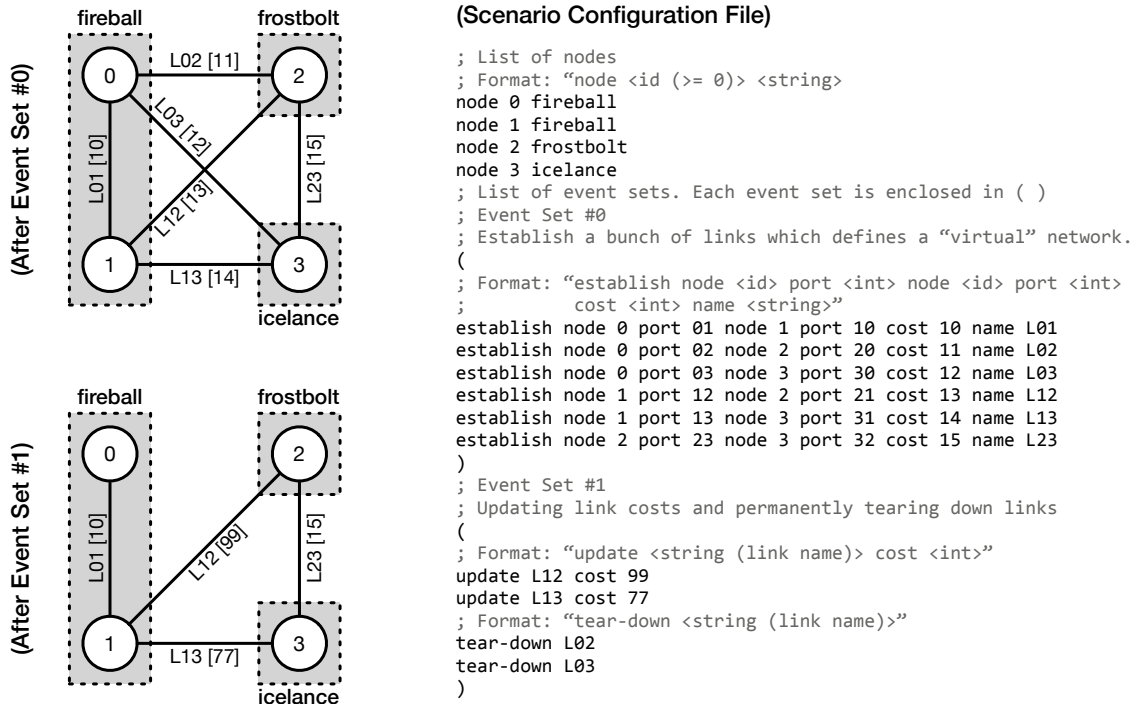 (After Event Set #0)
fireball
frostbolt
0
L02 [11]
2
L03 [12]
L01 [10]
L23 [15]
L12 [13]
1
L13 [14]
3
icelance
(After Event Set #1)
fireball
frostbolt
0
2
L01 [10]
L12 [99]
L23 [15]
1
L13 [77]
3
icelance
(Scenario Configuration File)
; List of nodes
; Format: “node <id (>= 0)> <string>
node 0 fireball
node 1 fireball
node 2 frostbolt
node 3 icelance
; List of event sets. Each event set is enclosed in ( )
; Event Set #0
; Establish a bunch of links which defines a “virtual” network.
(
; Format: “establish node <id> port <int> node <id> port <int>
;          cost <int> name <string>”
establish node 0 port 01 node 1 port 10 cost 10 name L01
establish node 0 port 02 node 2 port 20 cost 11 name L02
establish node 0 port 03 node 3 port 30 cost 12 name L03
establish node 1 port 12 node 2 port 21 cost 13 name L12
establish node 1 port 13 node 3 port 31 cost 14 name L13
establish node 2 port 23 node 3 port 32 cost 15 name L23
)
; Event Set #1
; Updating link costs and permanently tearing down links
(
; Format: “update <string (link name)> cost <int>”
update L12 cost 99
update L13 cost 77
; Format: “tear-down <string (link name)>”
tear-down L02
tear-down L03
)